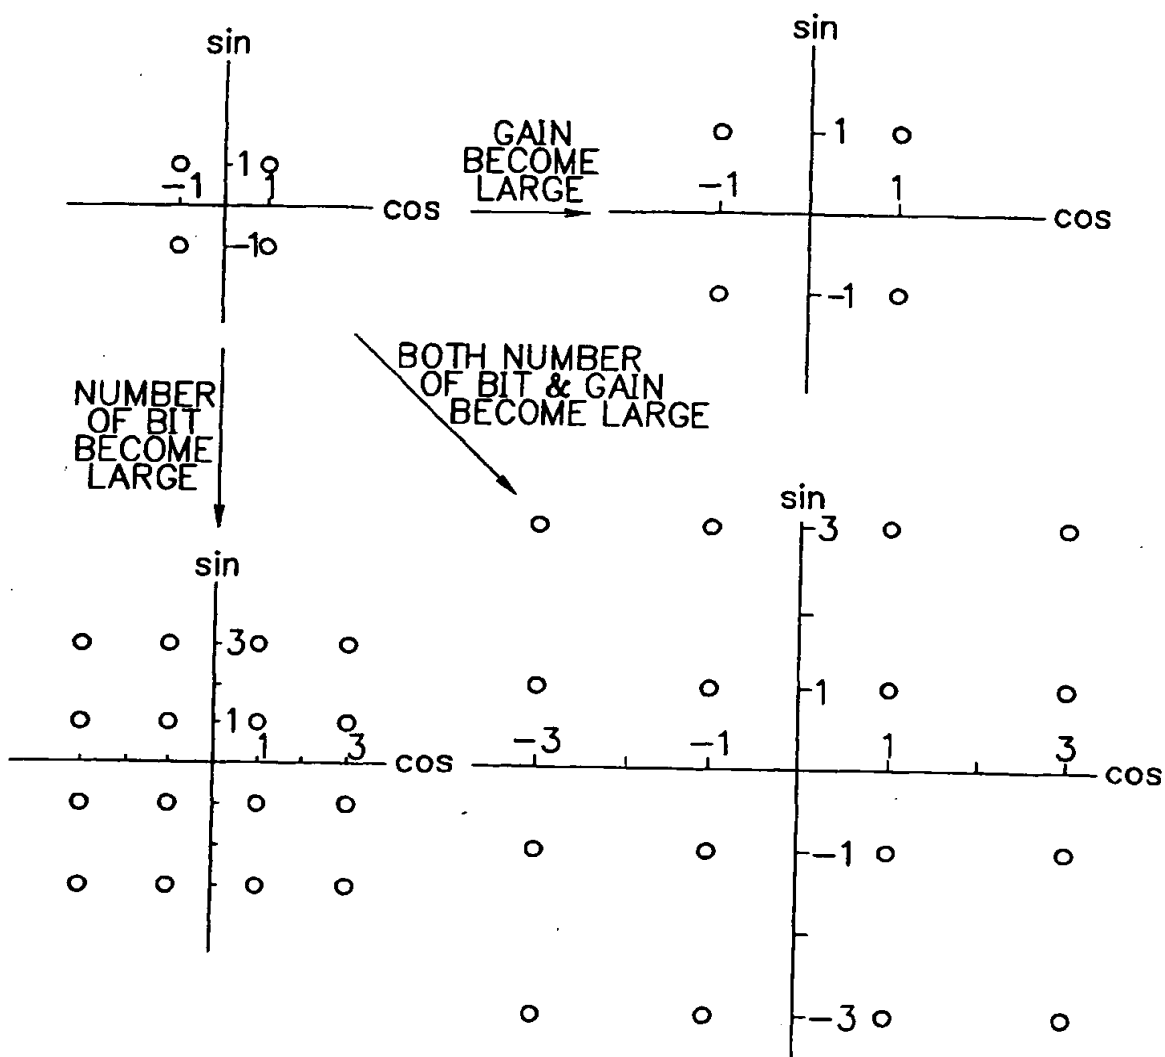 sin
1
-1
1
cos
-1
GAIN
BECOME
LARGE
sin
1
-1
1
cos
-1
NUMBER
OF BIT
BECOME
LARGE
BOTH NUMBER
OF BIT & GAIN
BECOME LARGE
sin
3
1
1
3
cos
sin
3
1
-3
-1
1
3
cos
-1
-3